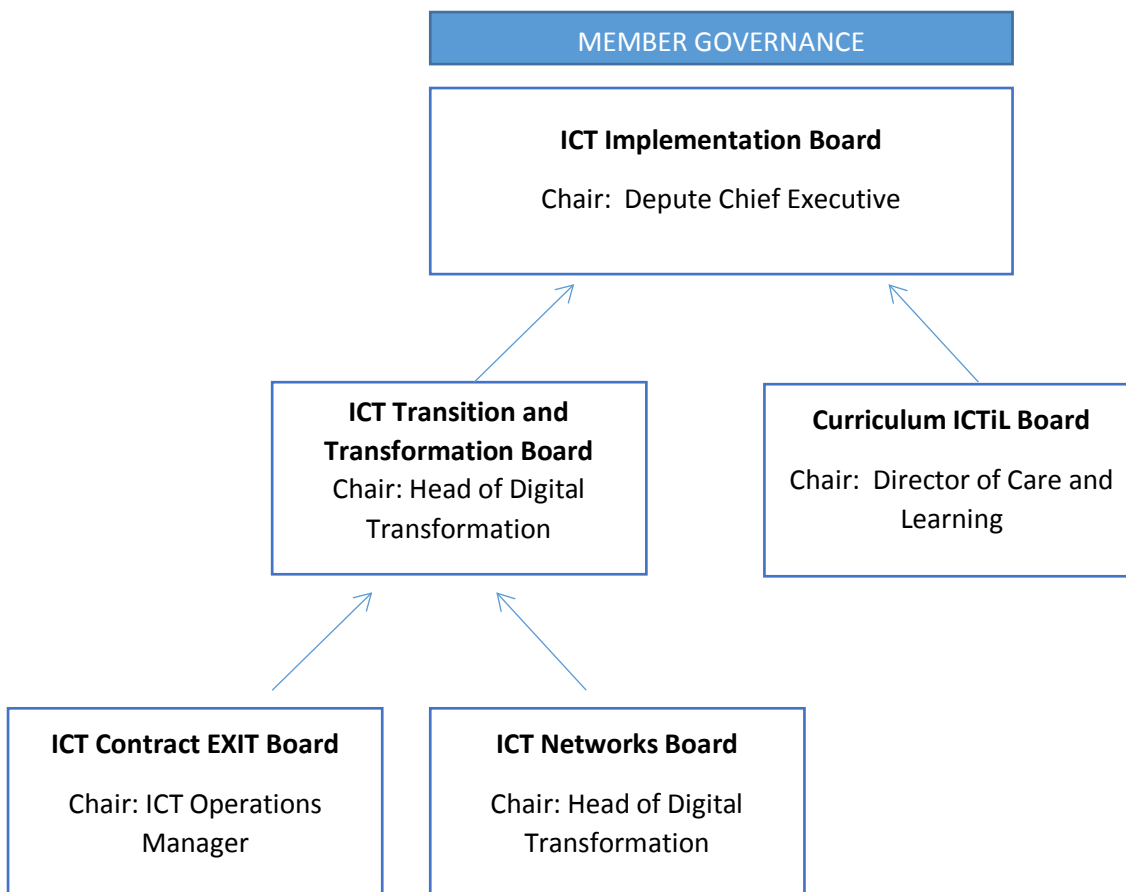 MEMBER GOVERNANCE
ICT Implementation Board
Chair:  Depute Chief Executive
ICT Transition and
Transformation Board
Chair: Head of Digital
Transformation
Curriculum ICTiL Board
Chair:  Director of Care and
Learning
ICT Contract EXIT Board
Chair: ICT Operations
Manager
ICT Networks Board
Chair: Head of Digital
Transformation